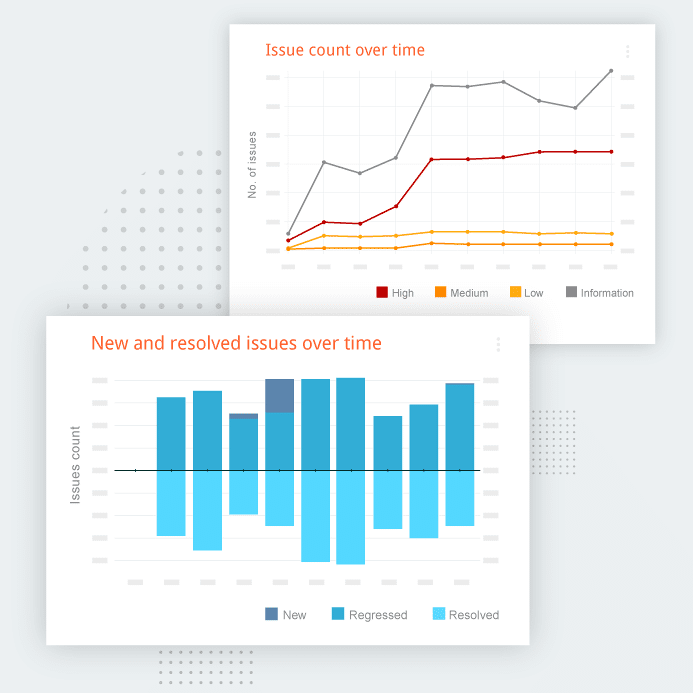 Issue count over time
No. of issues
High Medium Low Information
New and resolved issues over time
Issues count
New Regressed Resolved